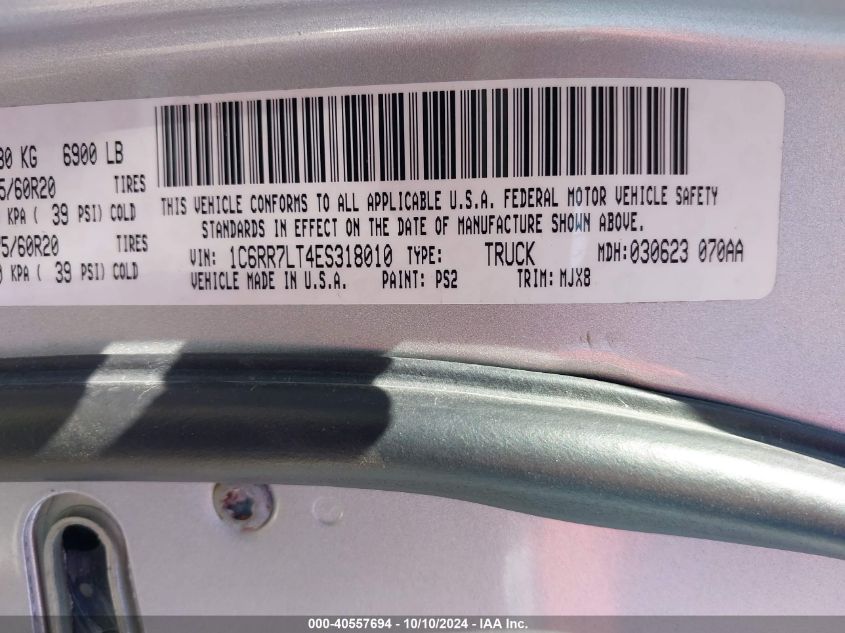 80 KG 6900 LB
5/60R20 TIRES
KPA ( 39 PSI) COLD
75/60R20 TIRES
KPA ( 39 PSI) COLD
THIS VEHICLE CONFORMS TO ALL APPLICABLE U.S.A. FEDERAL MOTOR VEHICLE SAFETY
STANDARDS IN EFFECT ON THE DATE OF MANUFACTURE SHOWN ABOVE.
VIN: 1C6RR7LT4ES318010 TYPE: TRUCK MDH: 030623 070AA
VEHICLE MADE IN U.S.A. PAINT: PS2 TRIM: MJX8
000-40557694 - 10/10/2024 - IAA Inc.